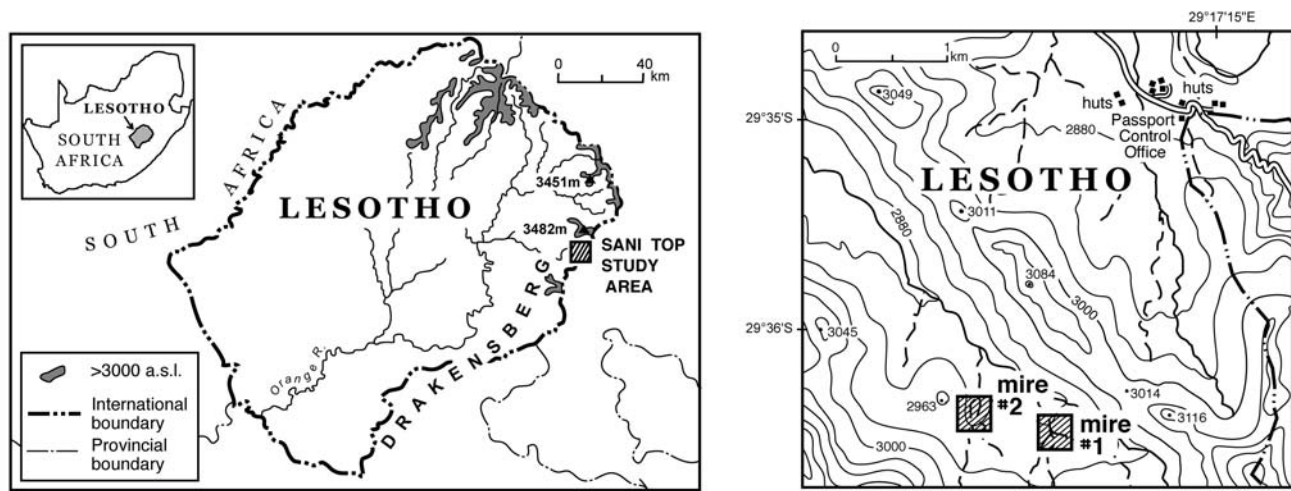 LESOTHO
SOUTH
AFRICA
SOUTH AFRICA
0 40
km
3451m
LESOTHO
3482m
SANI TOP
STUDY
AREA
DRAKENSBERG
Orange R.
>3000 a.s.l.
International
boundary
Provincial
boundary
29°17'15"E
0 1
km
3049
huts
huts
29°35'S
2880
Passport
Control
Office
LESOTHO
2880
3011
3084
3000
29°36'S
3045
mire
#2
2963
3014
mire
#1
3116
3000